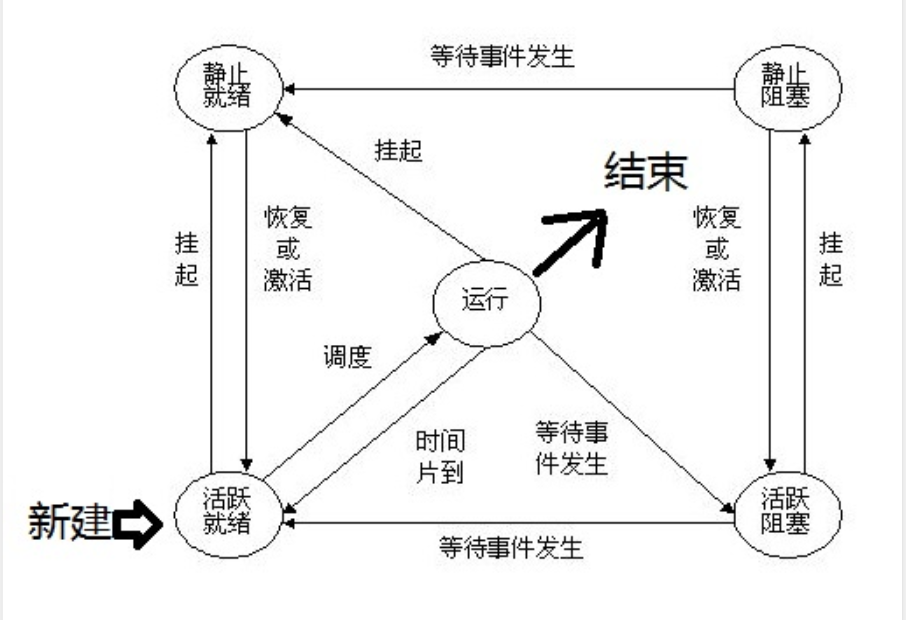 等待事件发生
静止
就绪
静止
阻塞
挂起
结束
挂
起
恢复
或
激活
恢复
或
激活
挂
起
运行
调度
时间
片到
等待事
件发生
新建
活跃
就绪
活跃
阻塞
等待事件发生